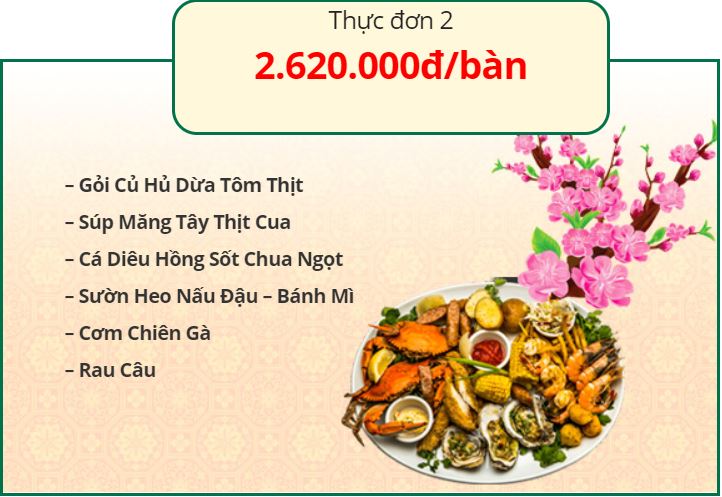 Thực đơn 2
2.620.000đ/bàn
– Gỏi Củ Hủ Dừa Tôm Thịt
– Súp Măng Tây Thịt Cua
– Cá Diêu Hồng Sốt Chua Ngọt
– Sườn Heo Nấu Đậu – Bánh Mì
– Cơm Chiên Gà
– Rau Câu